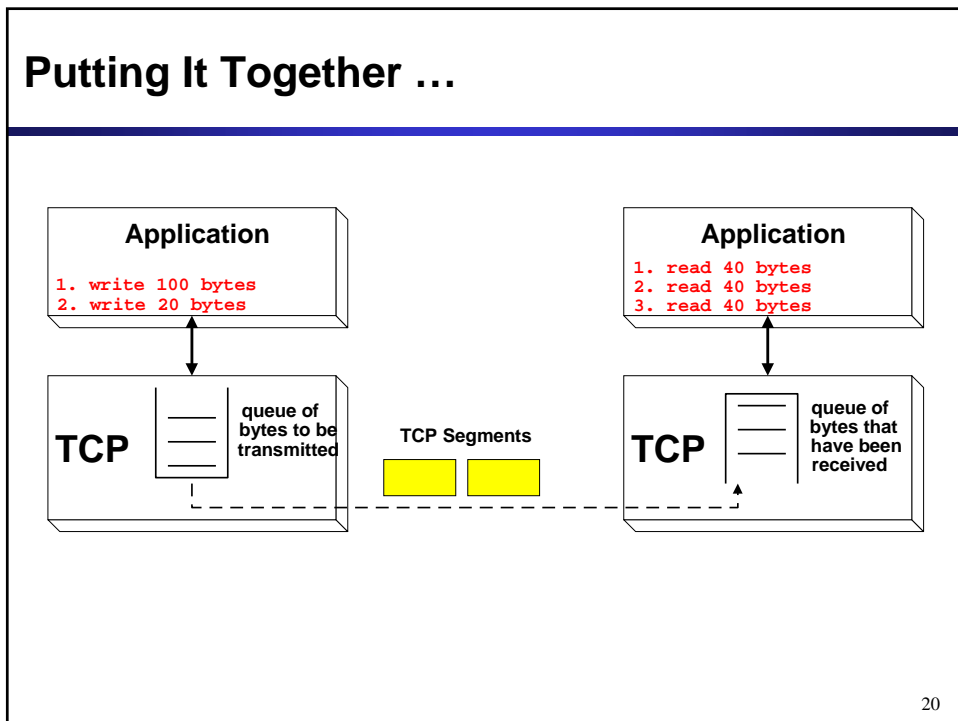 Putting It Together …
Application
1. write 100 bytes
2. write 20 bytes
Application
1. read 40 bytes
2. read 40 bytes
3. read 40 bytes
TCP
queue of
bytes to be
transmitted
TCP Segments
TCP
queue of
bytes that
have been
received
20